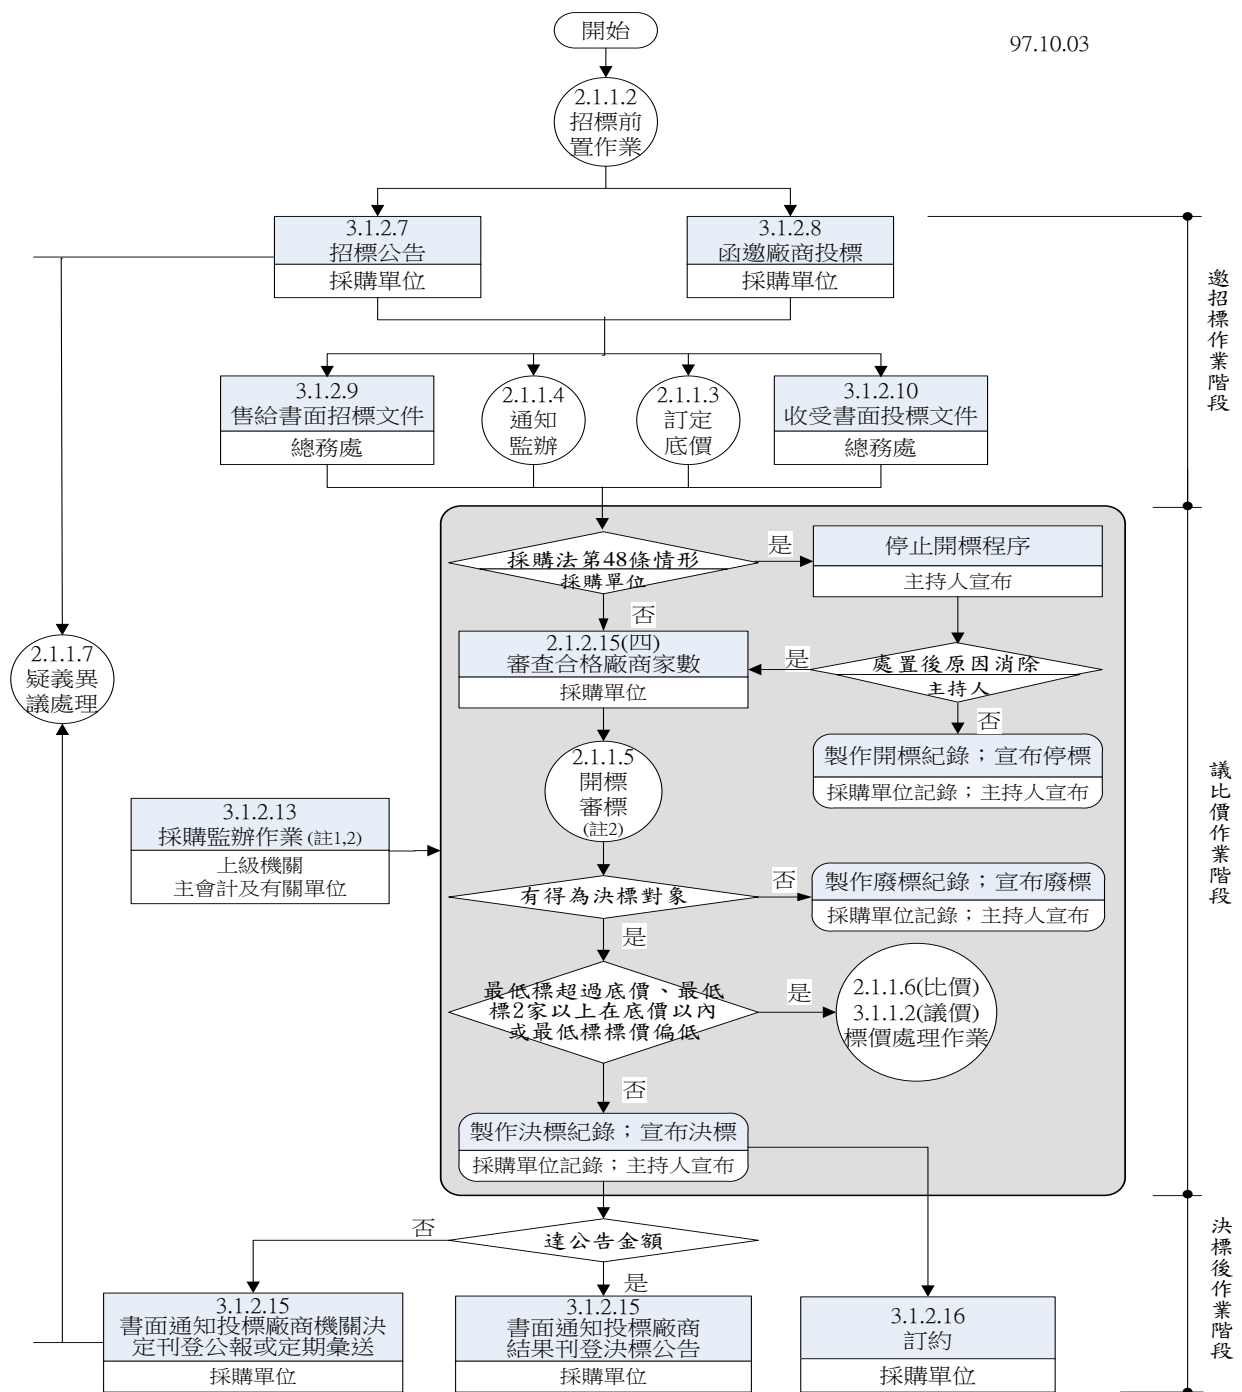 開始
97.10.03
2.1.1.2
招標前
置作業
3.1.2.7
招標公告
採購單位
3.1.2.8
函邀廠商投標
採購單位
邀招標作業階段
3.1.2.9
售給書面招標文件
總務處
2.1.1.4
通知
監辦
2.1.1.3
訂定
底價
3.1.2.10
收受書面投標文件
總務處
採購法第48條情形
採購單位
是
停止開標程序
主持人宣布
否
2.1.2.15(四)
審查合格廠商家數
採購單位
是
處置後原因消除
主持人
否
製作開標紀錄；宣布停標
採購單位記錄；主持人宣布
2.1.1.7
疑義異
議處理
2.1.1.5
開標
審標
(註2)
議比價作業階段
3.1.2.13
採購監辦作業(註1,2)
上級機關
主會計及有關單位
有得為決標對象
否
製作廢標紀錄；宣布廢標
採購單位記錄；主持人宣布
是
最低標超過底價、最低
標2家以上在底價以內
或最低標標價偏低
是
2.1.1.6(比價)
3.1.1.2(議價)
標價處理作業
否
製作決標紀錄；宣布決標
採購單位記錄；主持人宣布
達公告金額
否
是
決標後作業階段
3.1.2.15
書面通知投標廠商機關決
定刊登公報或定期彙送
採購單位
3.1.2.15
書面通知投標廠商
結果刊登決標公告
採購單位
3.1.2.16
訂約
採購單位